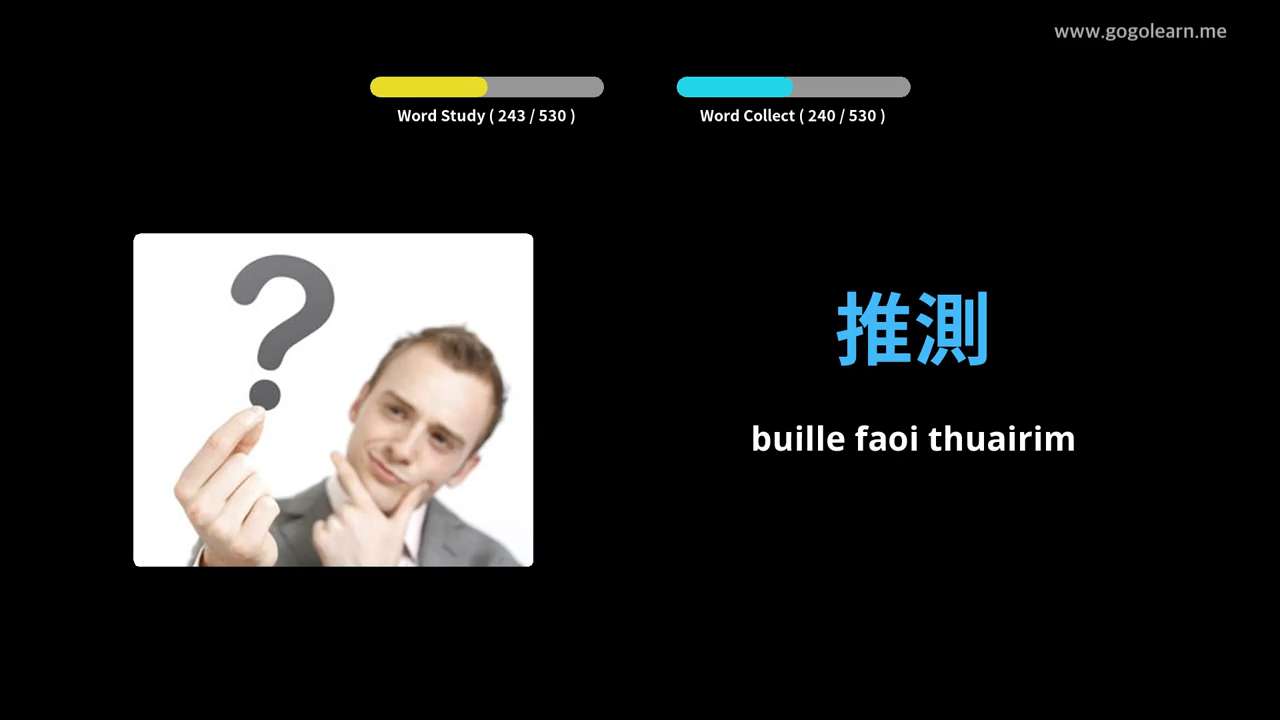 www.gogolearn.me
Word Study ( 243 / 530 )
Word Collect ( 240 / 530 )
推測
buille faoi thuairim